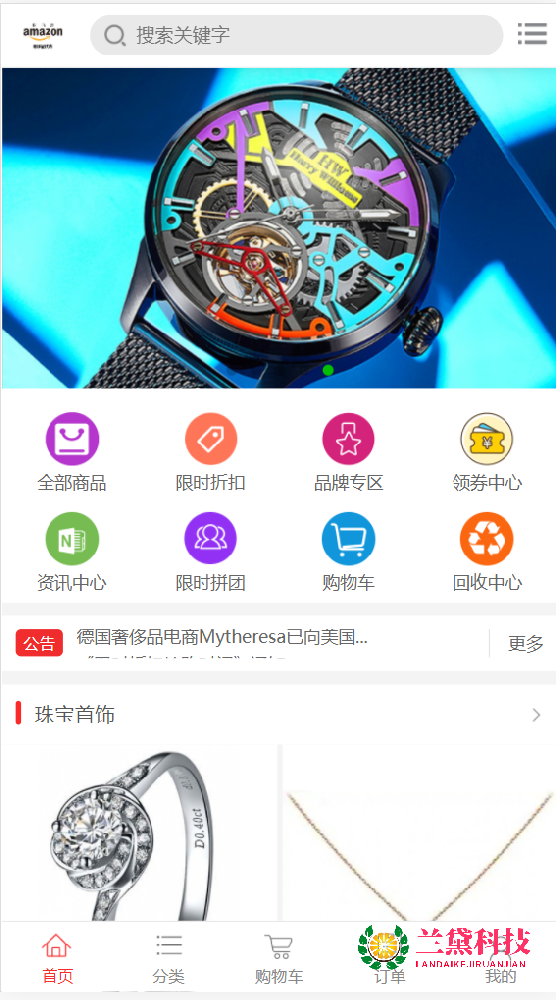 amazon
搜索关键字
HW
Harry Williams
全部商品
限时折扣
品牌专区
领券中心
资讯中心
限时拼团
购物车
回收中心
公告
德国奢侈品电商Mytheresa已向美国...
更多
珠宝首饰
D0.40ct
首页
分类
购物车
订单
我的
兰黛科技
LANDAIKEJIRUANJIAN